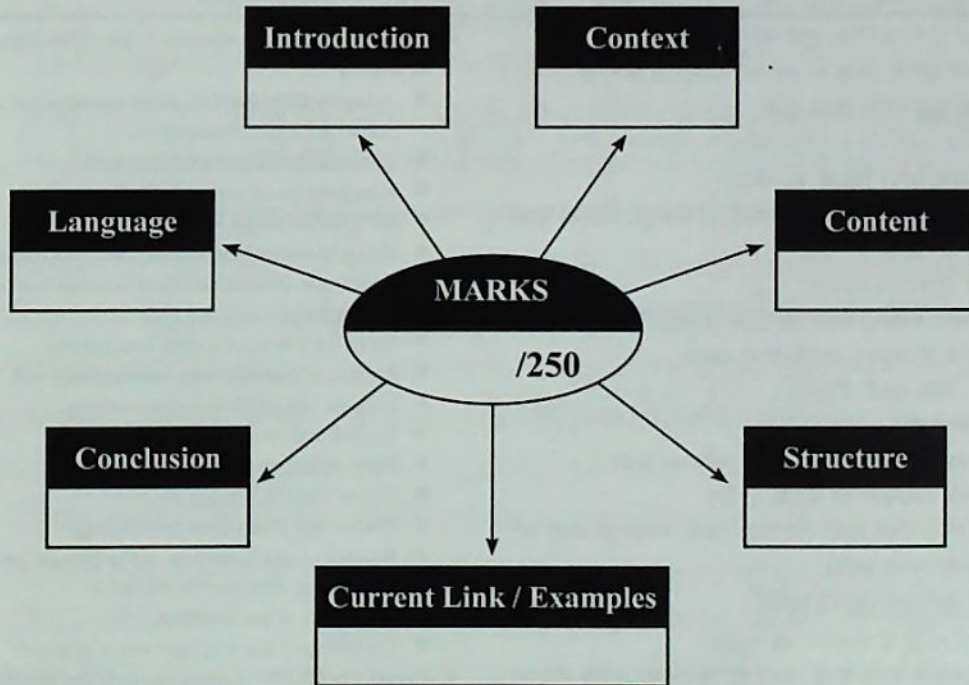 Introduction
Context
Language
Content
MARKS
/250
Conclusion
Structure
Current Link / Examples